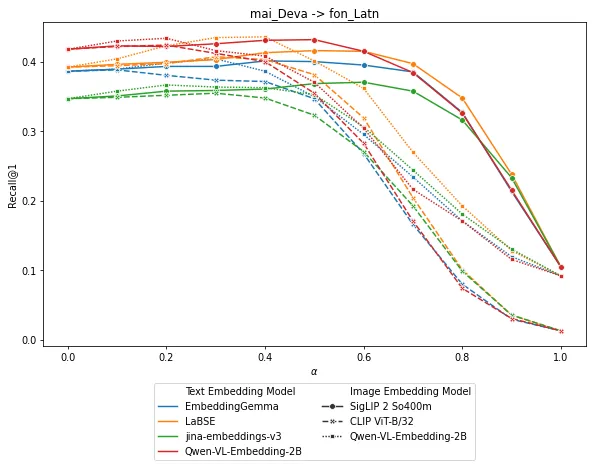 mai_Deva -> fon_Latn
Recall@1
0.4
0.3
0.2
0.1
0.0
0.0 0.2 0.4 0.6 0.8 1.0
α
Text Embedding Model Image Embedding Model
EmbeddingGemma SigLIP 2 So400m
LaBSE CLIP ViT-B/32
jina-embeddings-v3 Qwen-VL-Embedding-2B
Qwen-VL-Embedding-2B